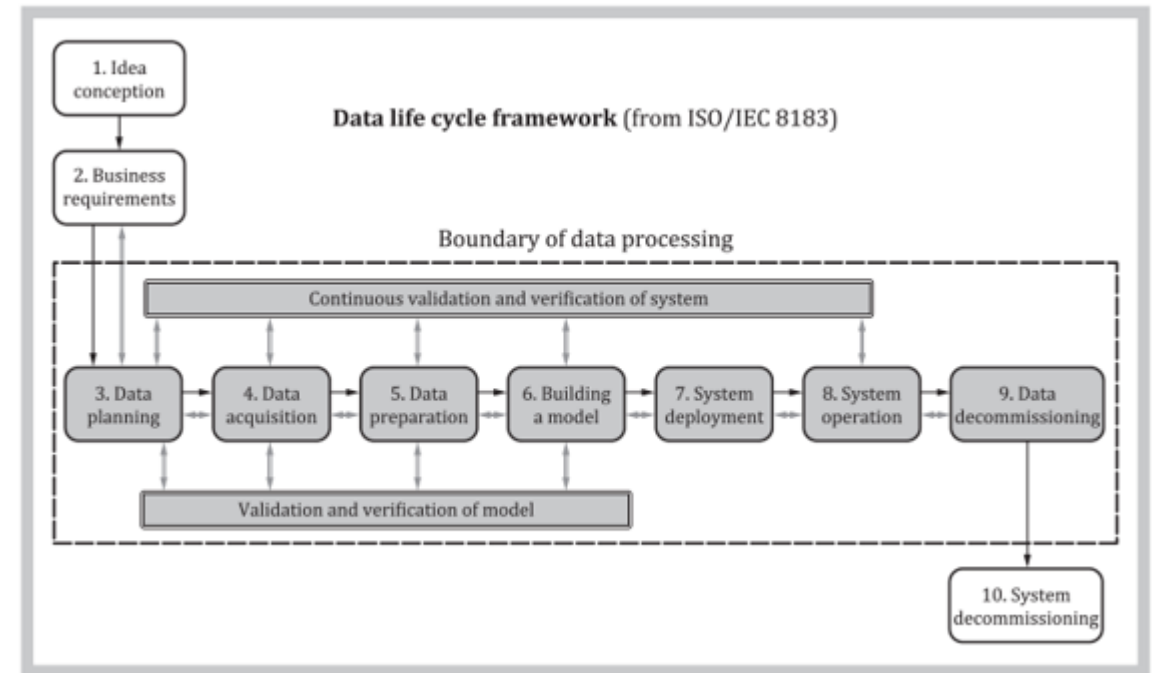 1. Idea
conception
Data life cycle framework (from ISO/IEC 8183)
2. Business
requirements
Boundary of data processing
Continuous validation and verification of system
3. Data
planning
4. Data
acquisition
5. Data
preparation
6. Building
a model
7. System
deployment
8. System
operation
9. Data
decommissioning
Validation and verification of model
10. System
decommissioning